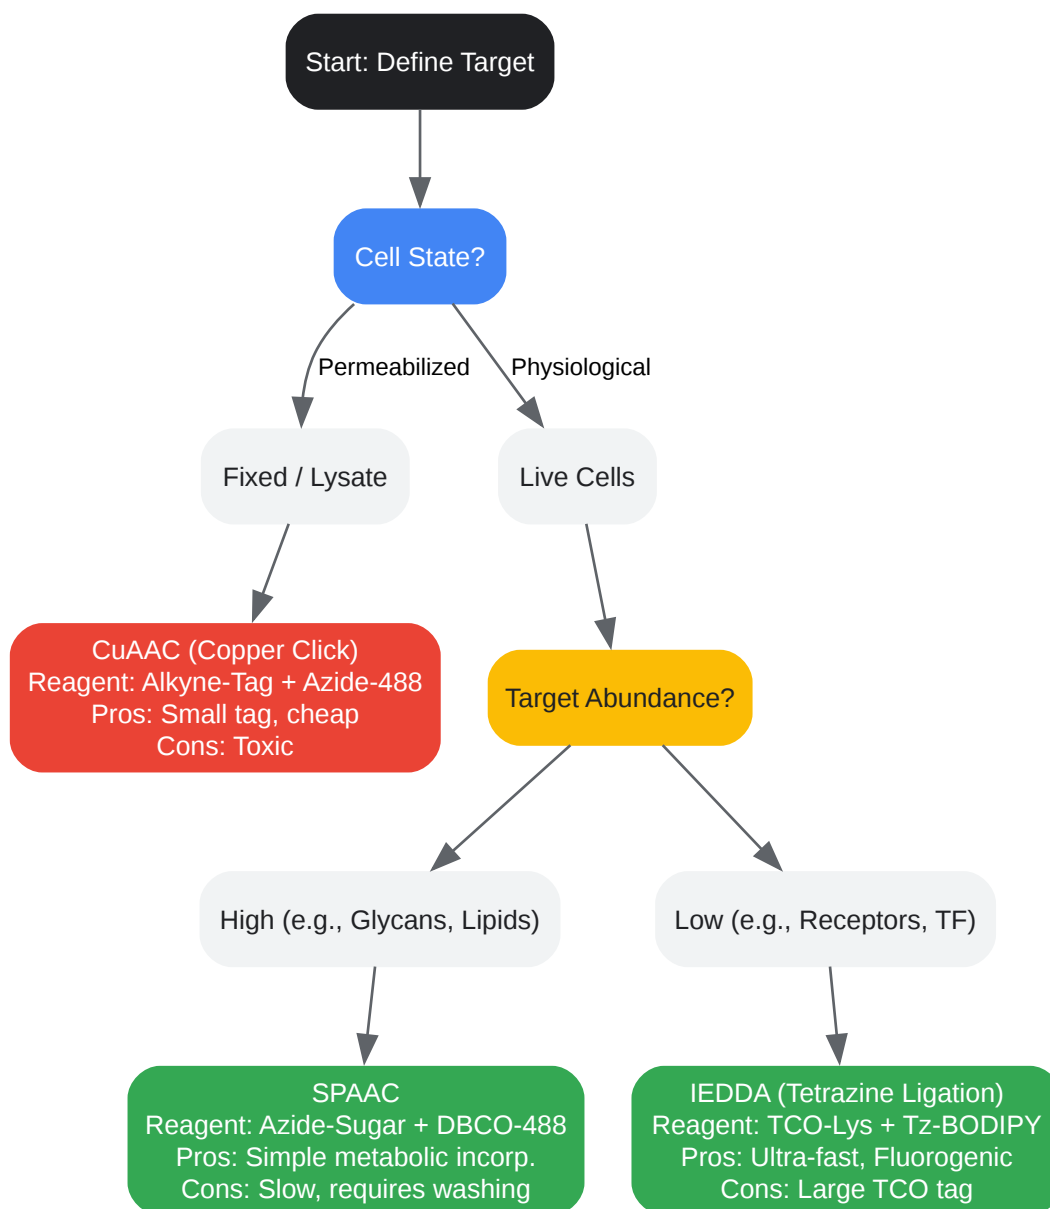 Start: Define Target
Cell State?
Permeabilized
Physiological
Fixed / Lysate
Live Cells
CuAAC (Copper Click)
Reagent: Alkyne-Tag + Azide-488
Pros: Small tag, cheap
Cons: Toxic
Target Abundance?
High (e.g., Glycans, Lipids)
Low (e.g., Receptors, TF)
SPAAC
Reagent: Azide-Sugar + DBCO-488
Pros: Simple metabolic incorp.
Cons: Slow, requires washing
IEDDA (Tetrazine Ligation)
Reagent: TCO-Lys + Tz-BODIPY
Pros: Ultra-fast, Fluorogenic
Cons: Large TCO tag